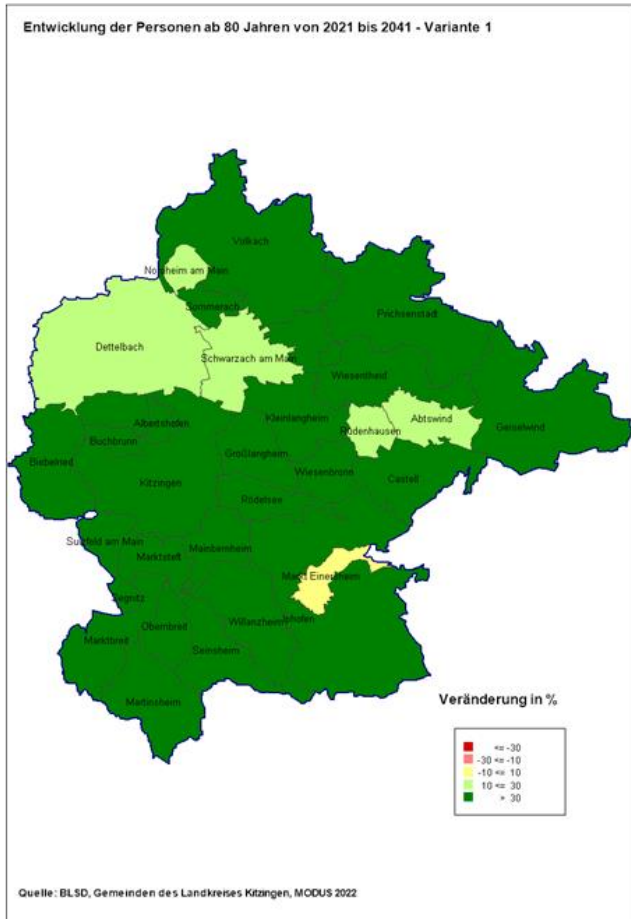 Entwicklung der Personen ab 80 Jahren von 2021 bis 2041 - Variante 1
Volkach
Nordheim am Main
Sommerach
Prichsenstadt
Dettelbach
Schwarzach am Main
Wiesentheid
Abtswind
Rüdenhausen
Geiselwind
Kleinlangheim
Albertshofen
Buchbrunn
Biebelried
Großlangheim
Wiesenbronn
Castell
Kitzingen
Rödelsee
Sulzfeld am Main
Mainbernheim
Marktsteft
Markt Einersheim
Segnitz
Iphofen
Willanzheim
Obernbreit
Marktbreit
Seinsheim
Martinsheim
Veränderung in %
<= -30
-30 <= -10
-10 <= 10
10 <= 30
> 30
Quelle: BLSD, Gemeinden des Landkreises Kitzingen, MODUS 2022